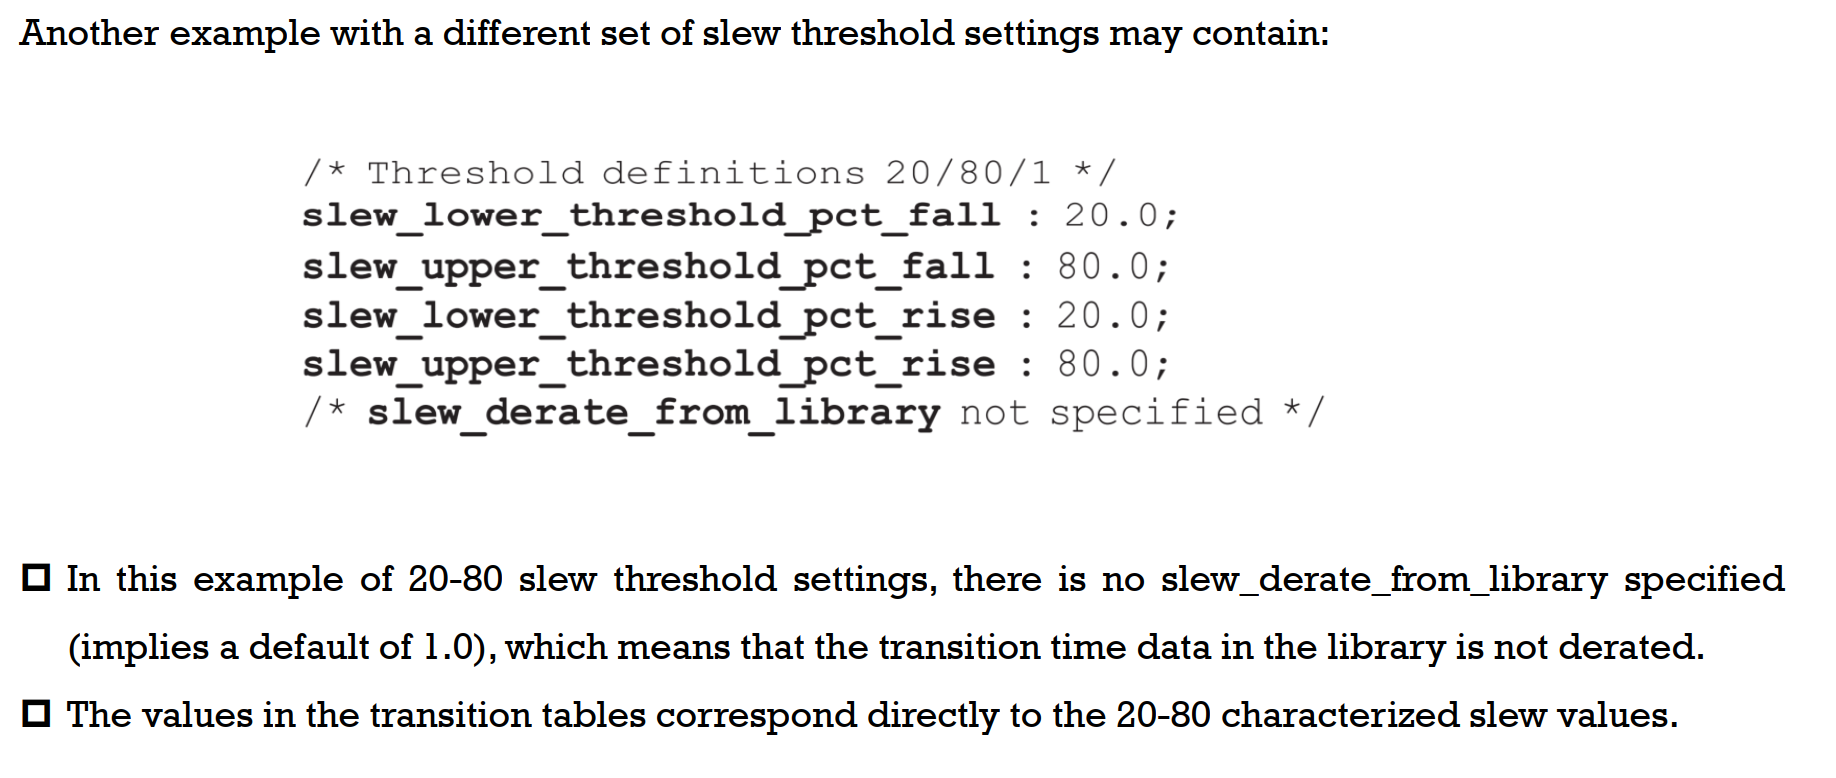 Another example with a different set of slew threshold settings may contain:
/* Threshold definitions 20/80/1 */
slew_lower_threshold_pct_fall : 20.0;
slew_upper_threshold_pct_fall : 80.0;
slew_lower_threshold_pct_rise : 20.0;
slew_upper_threshold_pct_rise : 80.0;
/* slew_derate_from_library not specified */
In this example of 20-80 slew threshold settings, there is no slew_derate_from_library specified
(implies a default of 1.0), which means that the transition time data in the library is not derated.
The values in the transition tables correspond directly to the 20-80 characterized slew values.